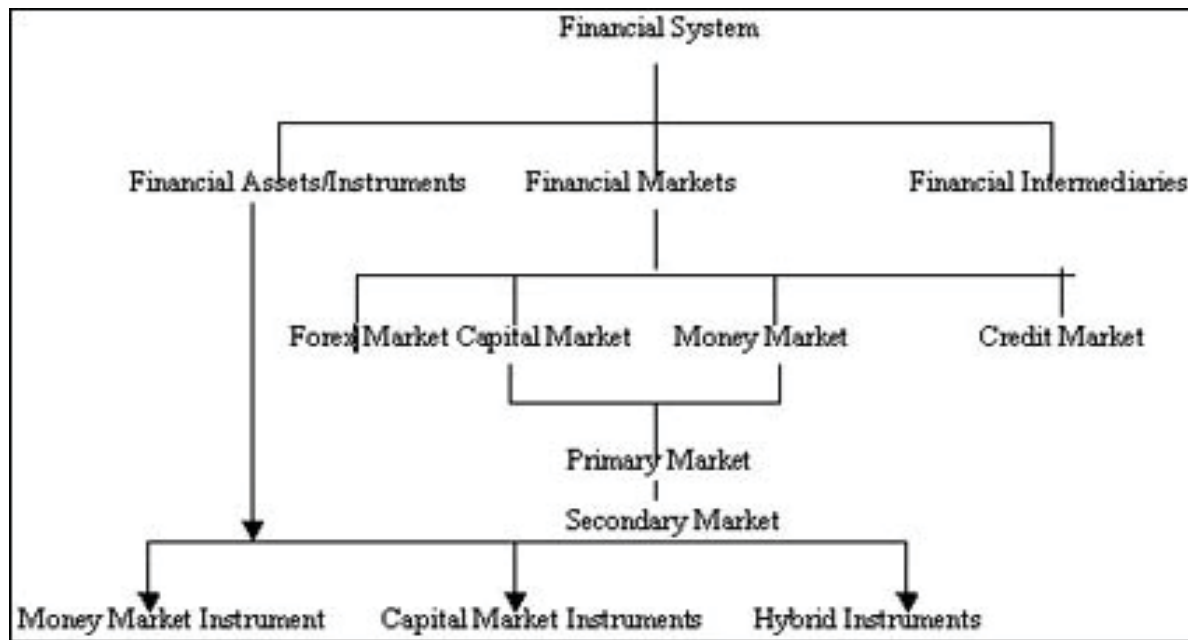 Financial System
Financial Assets/Instruments Financial Markets Financial Intermediaries
Forex Market Capital Market Money Market Credit Market
Primary Market
Secondary Market
Money Market Instrument Capital Market Instruments Hybrid Instruments